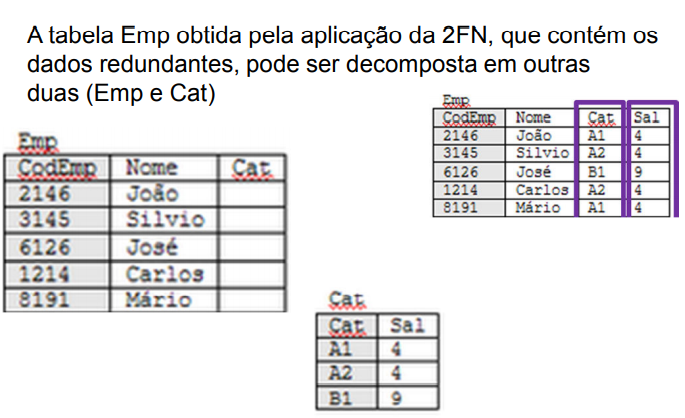 A tabela Emp obtida pela aplicação da 2FN, que contém os
dados redundantes, pode ser decomposta em outras
duas (Emp e Cat)
Emp
CodEmp Nome Cat Sal
2146 João A1 4
3145 Silvio A2 4
6126 José B1 9
1214 Carlos A2 4
8191 Mário A1 4
Emp
CodEmp Nome Cat
2146 João
3145 Silvio
6126 José
1214 Carlos
8191 Mário
Cat
Cat Sal
A1 4
A2 4
B1 9